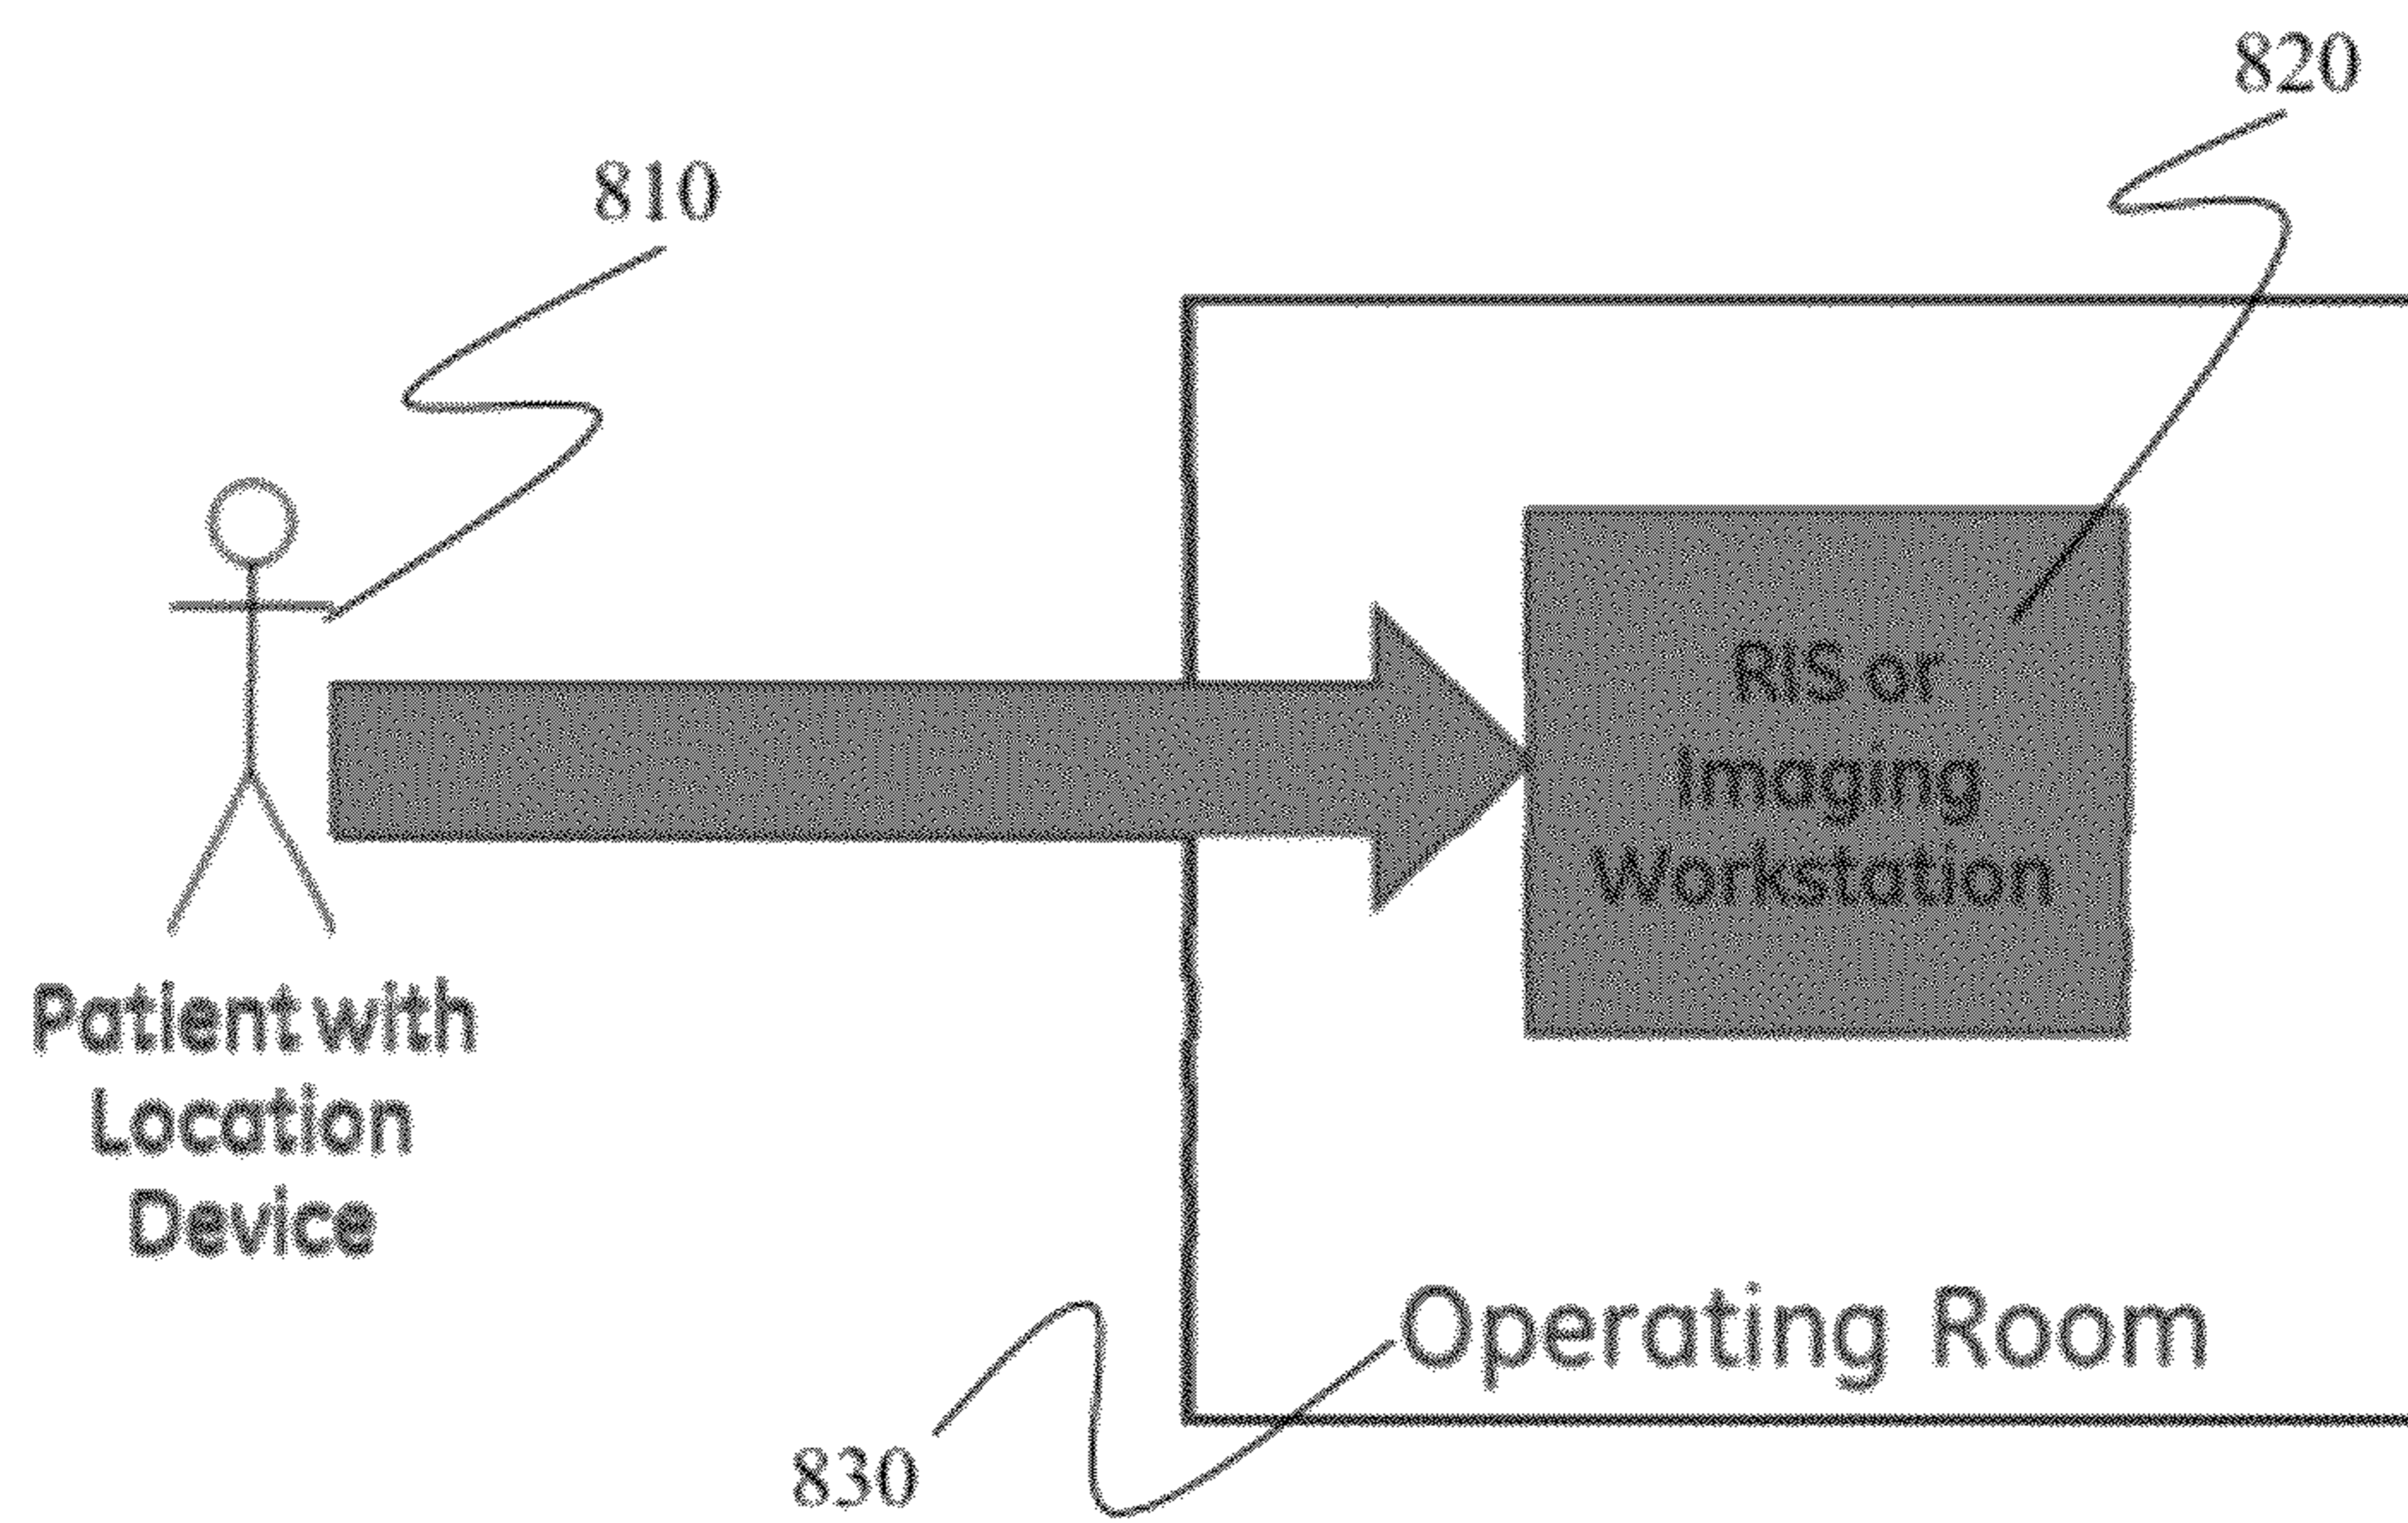 820
810
RIS or
Imaging
Workstation
Patient with
Location
Device
Operating Room
830